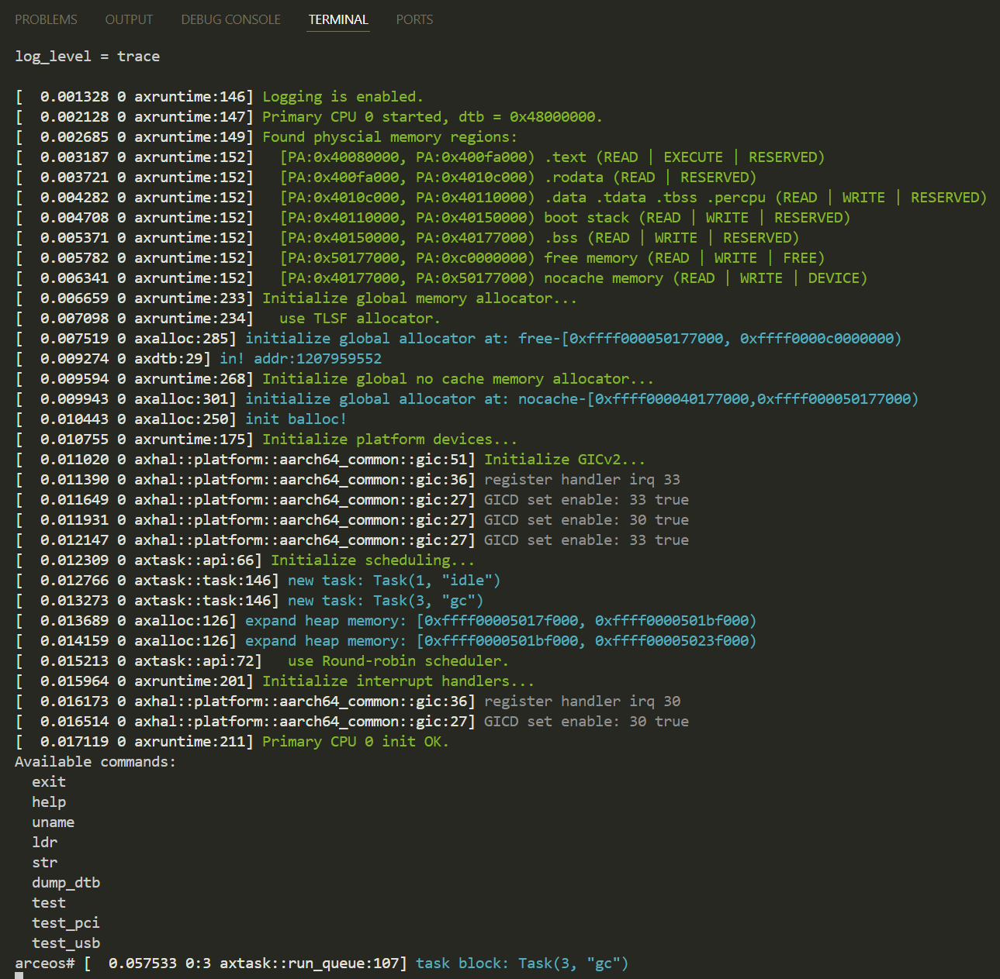 PROBLEMS OUTPUT DEBUG CONSOLE TERMINAL PORTS
log_level = trace
[  0.001328 0 axruntime:146] Logging is enabled.
[  0.002128 0 axruntime:147] Primary CPU 0 started, dtb = 0x48000000.
[  0.002685 0 axruntime:149] Found physcial memory regions:
[  0.003187 0 axruntime:152]   [PA:0x40080000, PA:0x400fa000) .text (READ | EXECUTE | RESERVED)
[  0.003721 0 axruntime:152]   [PA:0x400fa000, PA:0x4010c000) .rodata (READ | RESERVED)
[  0.004282 0 axruntime:152]   [PA:0x4010c000, PA:0x40110000) .data .tdata .tbss .percpu (READ | WRITE | RESERVED)
[  0.004708 0 axruntime:152]   [PA:0x40110000, PA:0x40150000) boot stack (READ | WRITE | RESERVED)
[  0.005371 0 axruntime:152]   [PA:0x40150000, PA:0x40177000) .bss (READ | WRITE | RESERVED)
[  0.005782 0 axruntime:152]   [PA:0x50177000, PA:0xc0000000) free memory (READ | WRITE | FREE)
[  0.006341 0 axruntime:152]   [PA:0x40177000, PA:0x50177000) nocache memory (READ | WRITE | DEVICE)
[  0.006659 0 axruntime:233] Initialize global memory allocator...
[  0.007098 0 axruntime:234]   use TLSF allocator.
[  0.007519 0 axalloc:285] initialize global allocator at: free-[0xffff000050177000, 0xffff0000c0000000)
[  0.009274 0 axdtb:29] in! addr:1207959552
[  0.009594 0 axruntime:268] Initialize global no cache memory allocator...
[  0.009943 0 axalloc:301] initialize global allocator at: nocache-[0xffff000040177000,0xffff000050177000)
[  0.010443 0 axalloc:250] init balloc!
[  0.010755 0 axruntime:175] Initialize platform devices...
[  0.011020 0 axhal::platform::aarch64_common::gic:51] Initialize GICv2...
[  0.011390 0 axhal::platform::aarch64_common::gic:36] register handler irq 33
[  0.011649 0 axhal::platform::aarch64_common::gic:27] GICD set enable: 33 true
[  0.011931 0 axhal::platform::aarch64_common::gic:27] GICD set enable: 30 true
[  0.012147 0 axhal::platform::aarch64_common::gic:27] GICD set enable: 33 true
[  0.012309 0 axtask::api:66] Initialize scheduling...
[  0.012766 0 axtask::task:146] new task: Task(1, "idle")
[  0.013273 0 axtask::task:146] new task: Task(3, "gc")
[  0.013689 0 axalloc:126] expand heap memory: [0xffff00005017f000, 0xffff0000501bf000)
[  0.014159 0 axalloc:126] expand heap memory: [0xffff0000501bf000, 0xffff00005023f000)
[  0.015213 0 axtask::api:72]   use Round-robin scheduler.
[  0.015964 0 axruntime:201] Initialize interrupt handlers...
[  0.016173 0 axhal::platform::aarch64_common::gic:36] register handler irq 30
[  0.016514 0 axhal::platform::aarch64_common::gic:27] GICD set enable: 30 true
[  0.017119 0 axruntime:211] Primary CPU 0 init OK.
Available commands:
  exit
  help
  uname
  ldr
  str
  dump_dtb
  test
  test_pci
  test_usb
arceos# [  0.057533 0:3 axtask::run_queue:107] task block: Task(3, "gc")